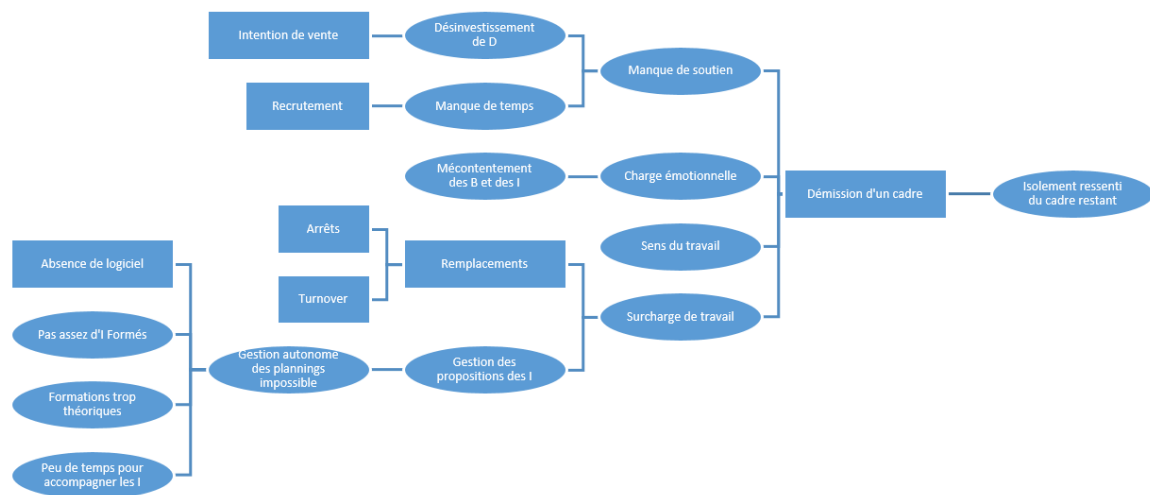 Intention de vente
Désinvestissement
de D
Manque de soutien
Recrutement
Manque de temps
Mécontentement
des B et des I
Charge émotionnelle
Démission d'un cadre
Isolement ressenti
du cadre restant
Arrêts
Sens du travail
Absence de logiciel
Remplacements
Turnover
Surcharge de travail
Pas assez d'I Formés
Gestion autonome
des plannings
impossible
Gestion des
propositions des I
Formations trop
théoriques
Peu de temps pour
accompagner les I